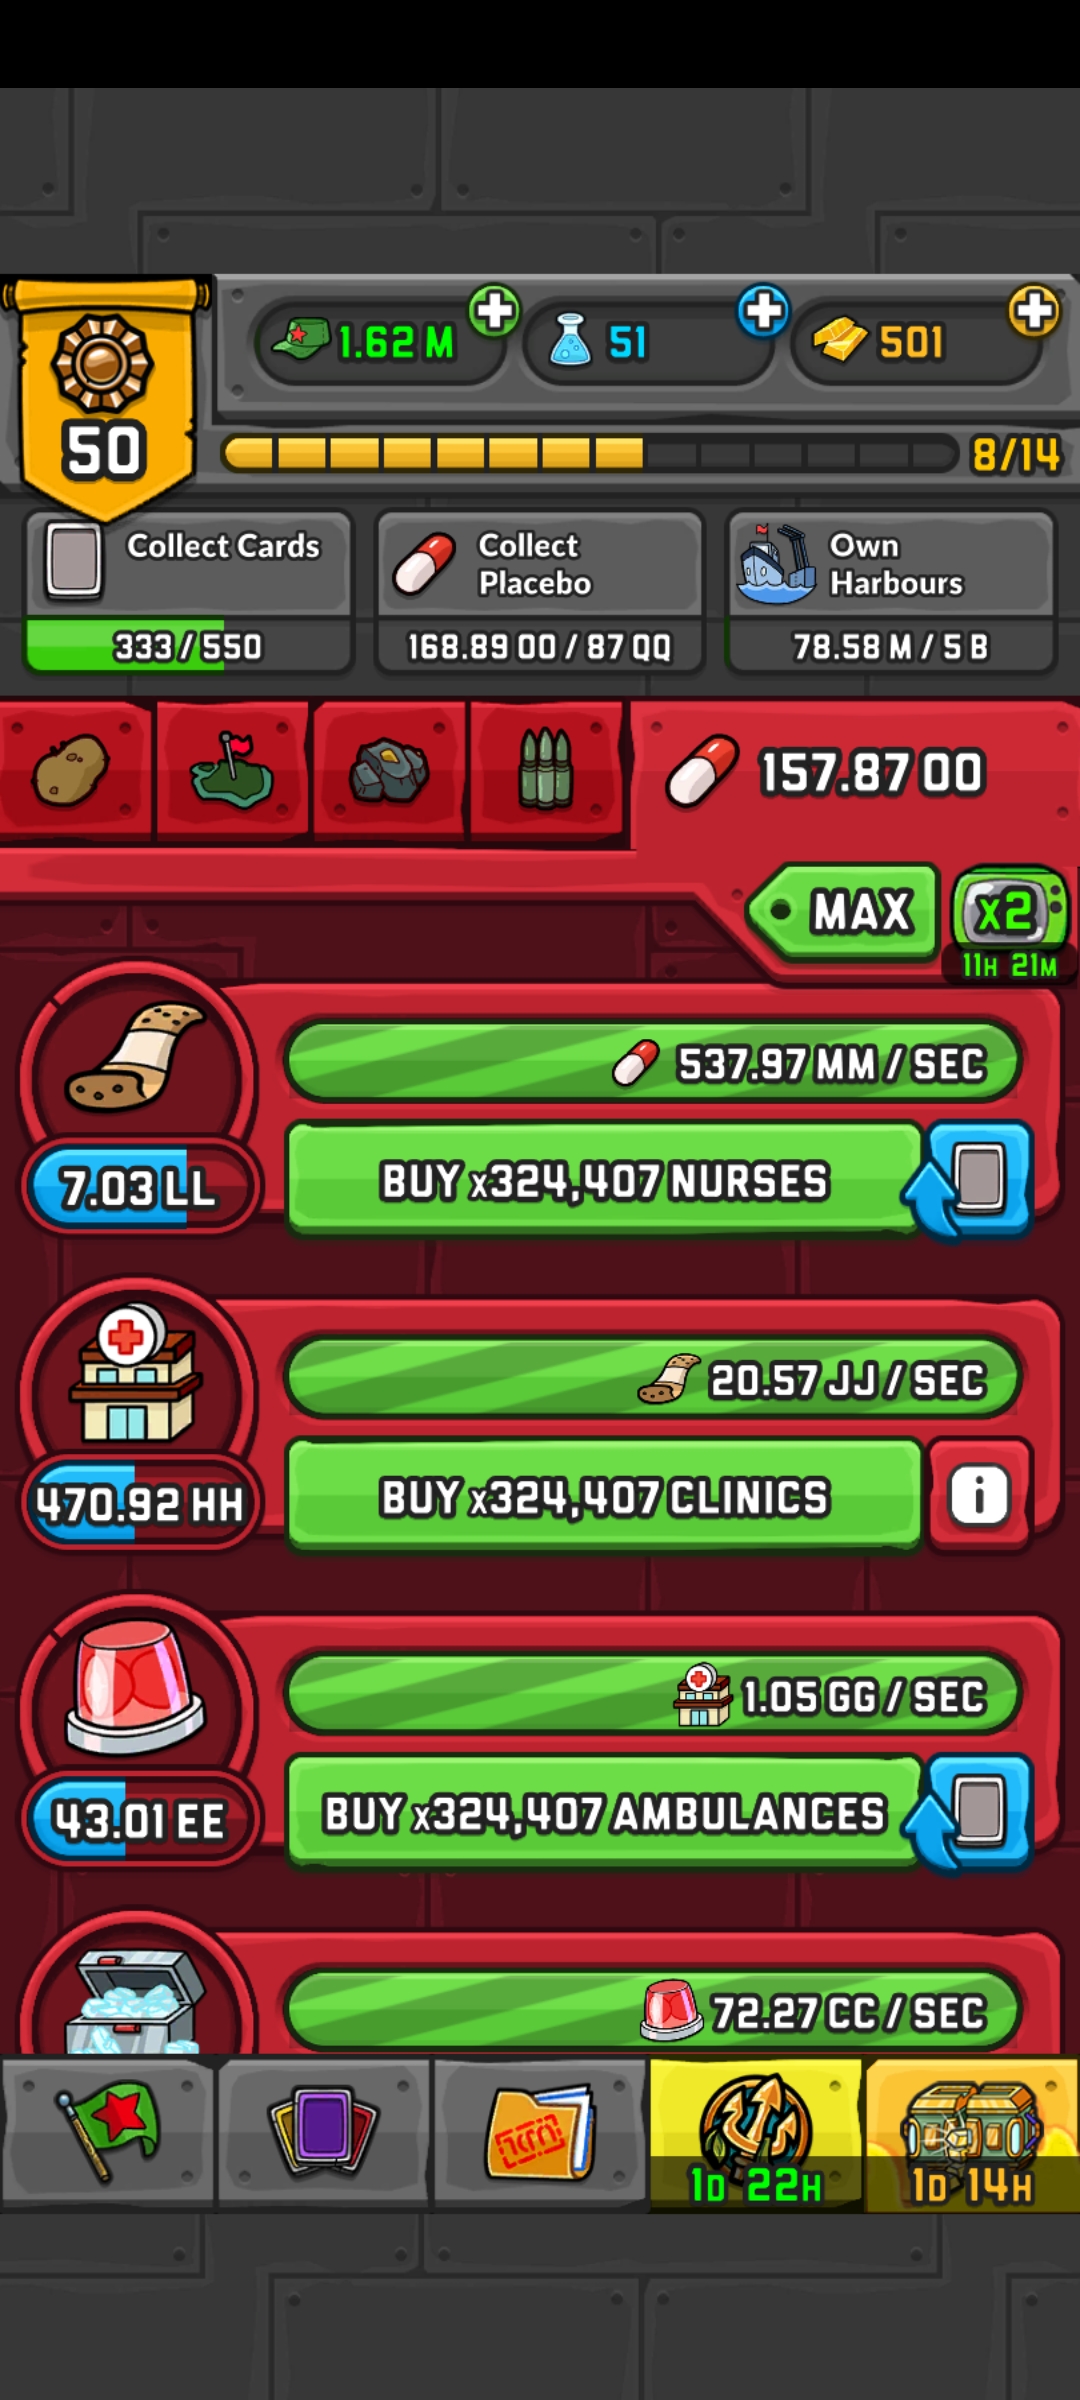 1.62 M
51
501
50
8/14
Collect Cards
333 / 550
Collect
Placebo
168.89 OO / 87 QQ
Own
Harbours
78.58 M / 5 B
157.87 OO
MAX
x2
11H 21M
537.97 MM / SEC
7.03 LL
BUY x324,407 NURSES
20.57 JJ / SEC
470.92 HH
BUY x324,407 CLINICS
i
1.05 GG / SEC
43.01 EE
BUY x324,407 AMBULANCES
72.27 CC / SEC
1D 22H
1D 14H